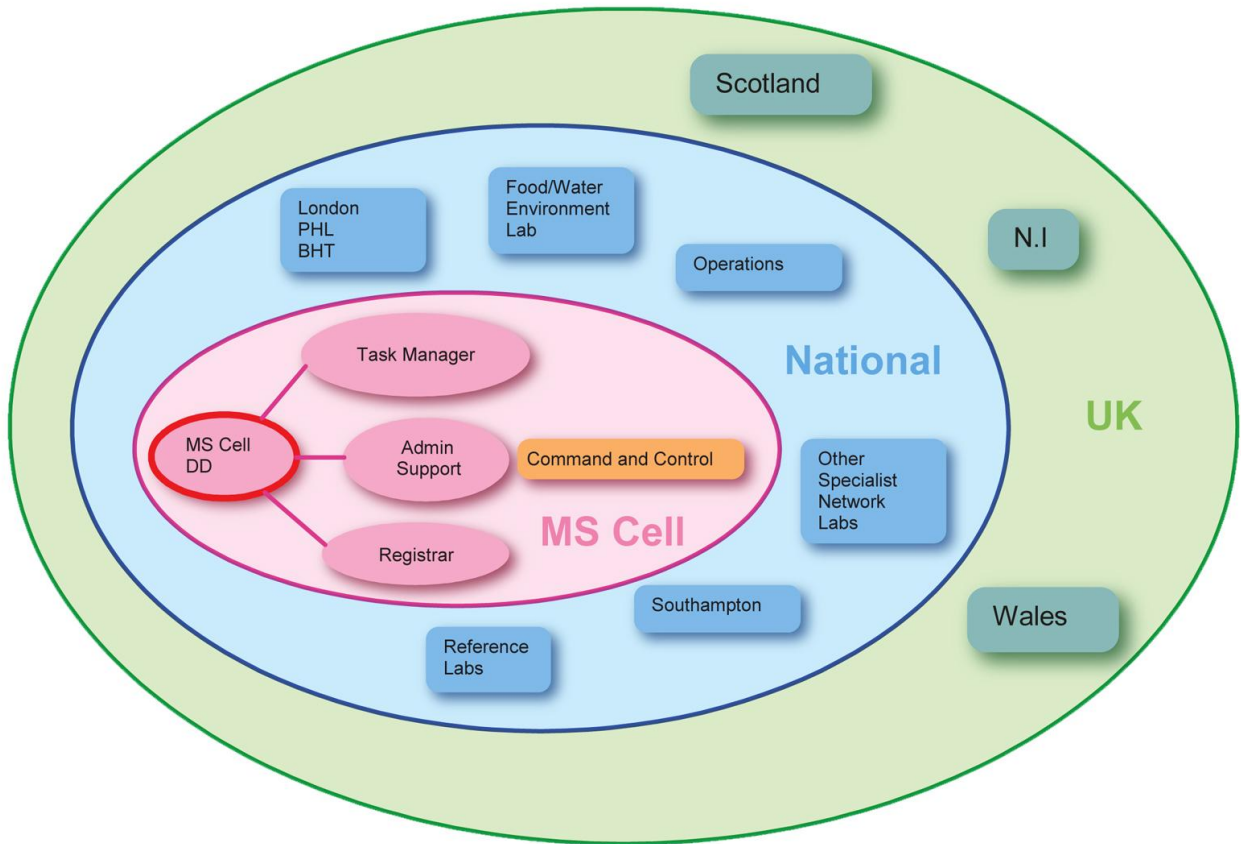 Scotland
London
PHL
BHT
Food/Water
Environment
Lab
Operations
N.I
Task Manager
National
UK
MS Cell
DD
Admin
Support
Command and Control
Other
Specialist
Network
Labs
MS Cell
Registrar
Southampton
Wales
Reference
Labs